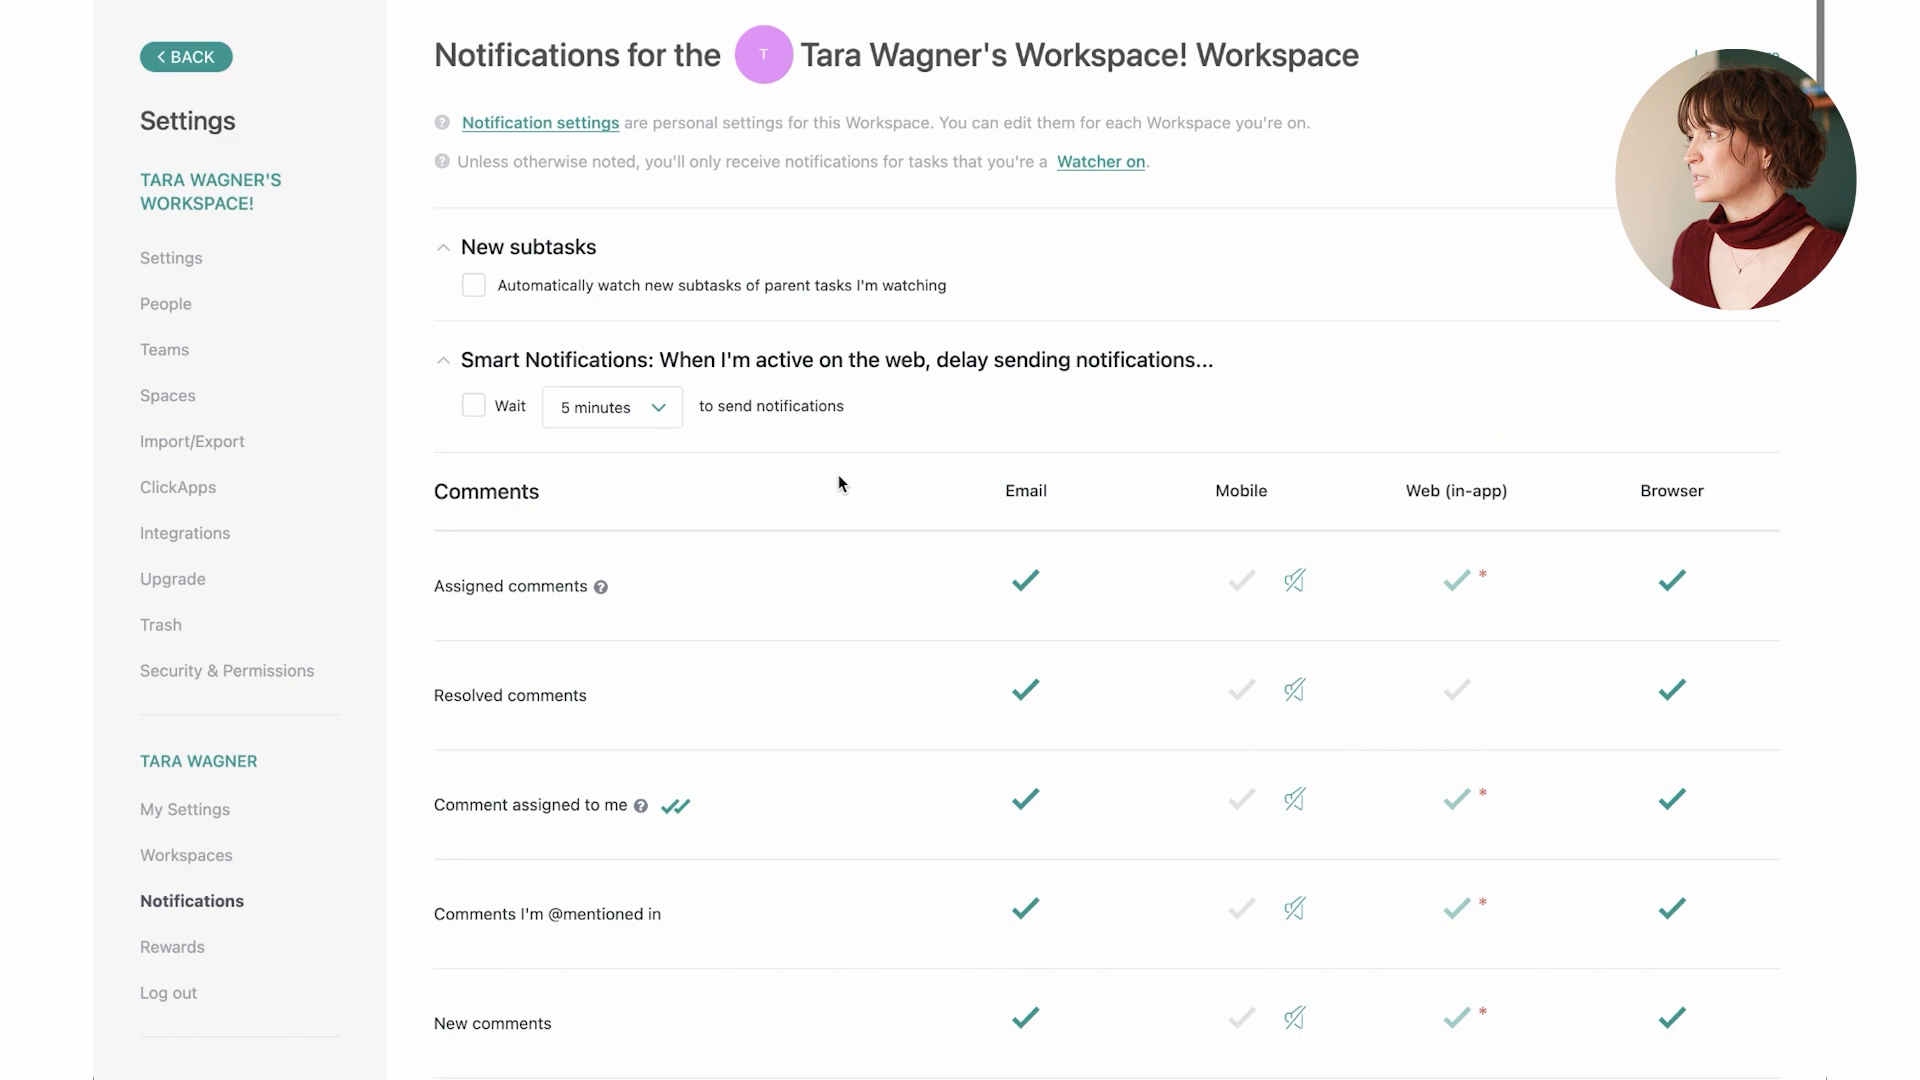 BACK
Settings
TARA WAGNER'S
WORKSPACE!
Settings
People
Teams
Spaces
Import/Export
ClickApps
Integrations
Upgrade
Trash
Security & Permissions
TARA WAGNER
My Settings
Workspaces
Notifications
Rewards
Log out
Notifications for the T Tara Wagner's Workspace! Workspace
Notification settings are personal settings for this Workspace. You can edit them for each Workspace you're on.
Unless otherwise noted, you'll only receive notifications for tasks that you're a Watcher on.
New subtasks
Automatically watch new subtasks of parent tasks I'm watching
Smart Notifications: When I'm active on the web, delay sending notifications...
Wait 5 minutes to send notifications
Comments Email Mobile Web (in-app) Browser
Assigned comments ? *
Resolved comments
Comment assigned to me ? *
Comments I'm @mentioned in *
New comments *